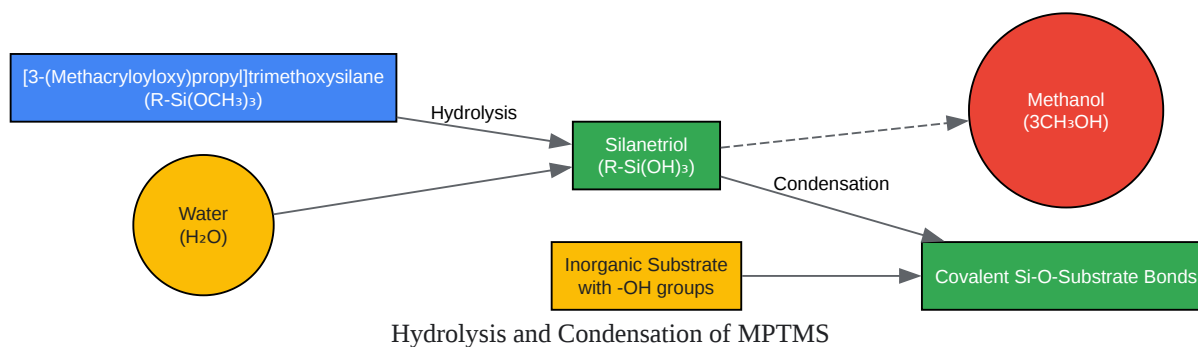 [3-(Methacryloyloxy)propyl]trimethoxysilane
(R-Si(OCH₃)₃)
Hydrolysis
Water
(H₂O)
Silanetriol
(R-Si(OH)₃)
Methanol
(3CH₃OH)
Condensation
Inorganic Substrate
with -OH groups
Covalent Si-O-Substrate Bonds
Hydrolysis and Condensation of MPTMS